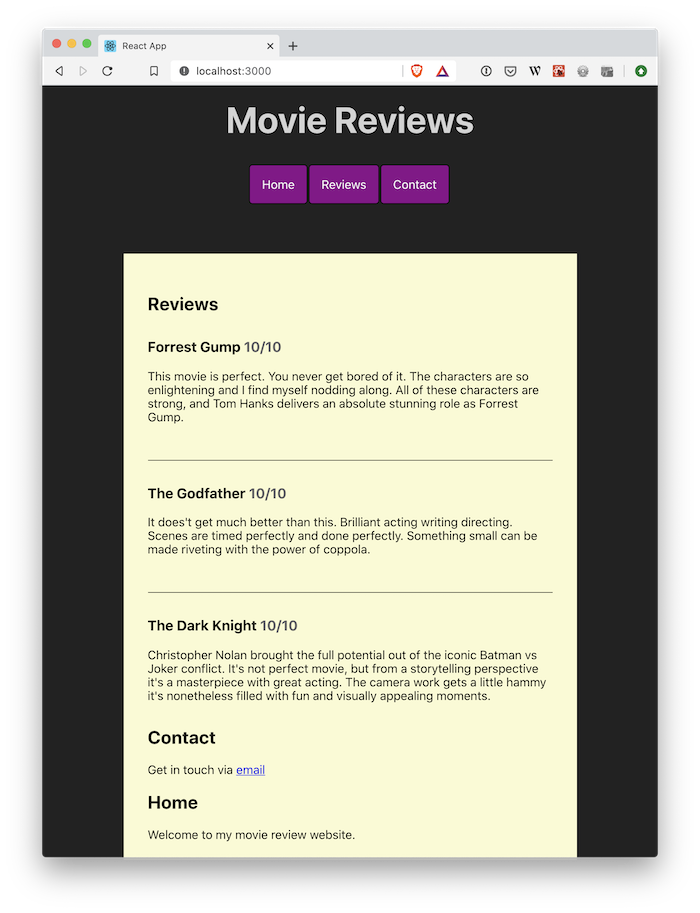 React App
localhost:3000
Movie Reviews
Home Reviews Contact
Reviews
Forrest Gump 10/10
This movie is perfect. You never get bored of it. The characters are so
enlightening and I find myself nodding along. All of these characters are
strong, and Tom Hanks delivers an absolute stunning role as Forrest
Gump.
The Godfather 10/10
It does't get much better than this. Brilliant acting writing directing.
Scenes are timed perfectly and done perfectly. Something small can be
made riveting with the power of coppola.
The Dark Knight 10/10
Christopher Nolan brought the full potential out of the iconic Batman vs
Joker conflict. It's not perfect movie, but from a storytelling perspective
it's a masterpiece with great acting. The camera work gets a little hammy
it's nonetheless filled with fun and visually appealing moments.
Contact
Get in touch via email
Home
Welcome to my movie review website.